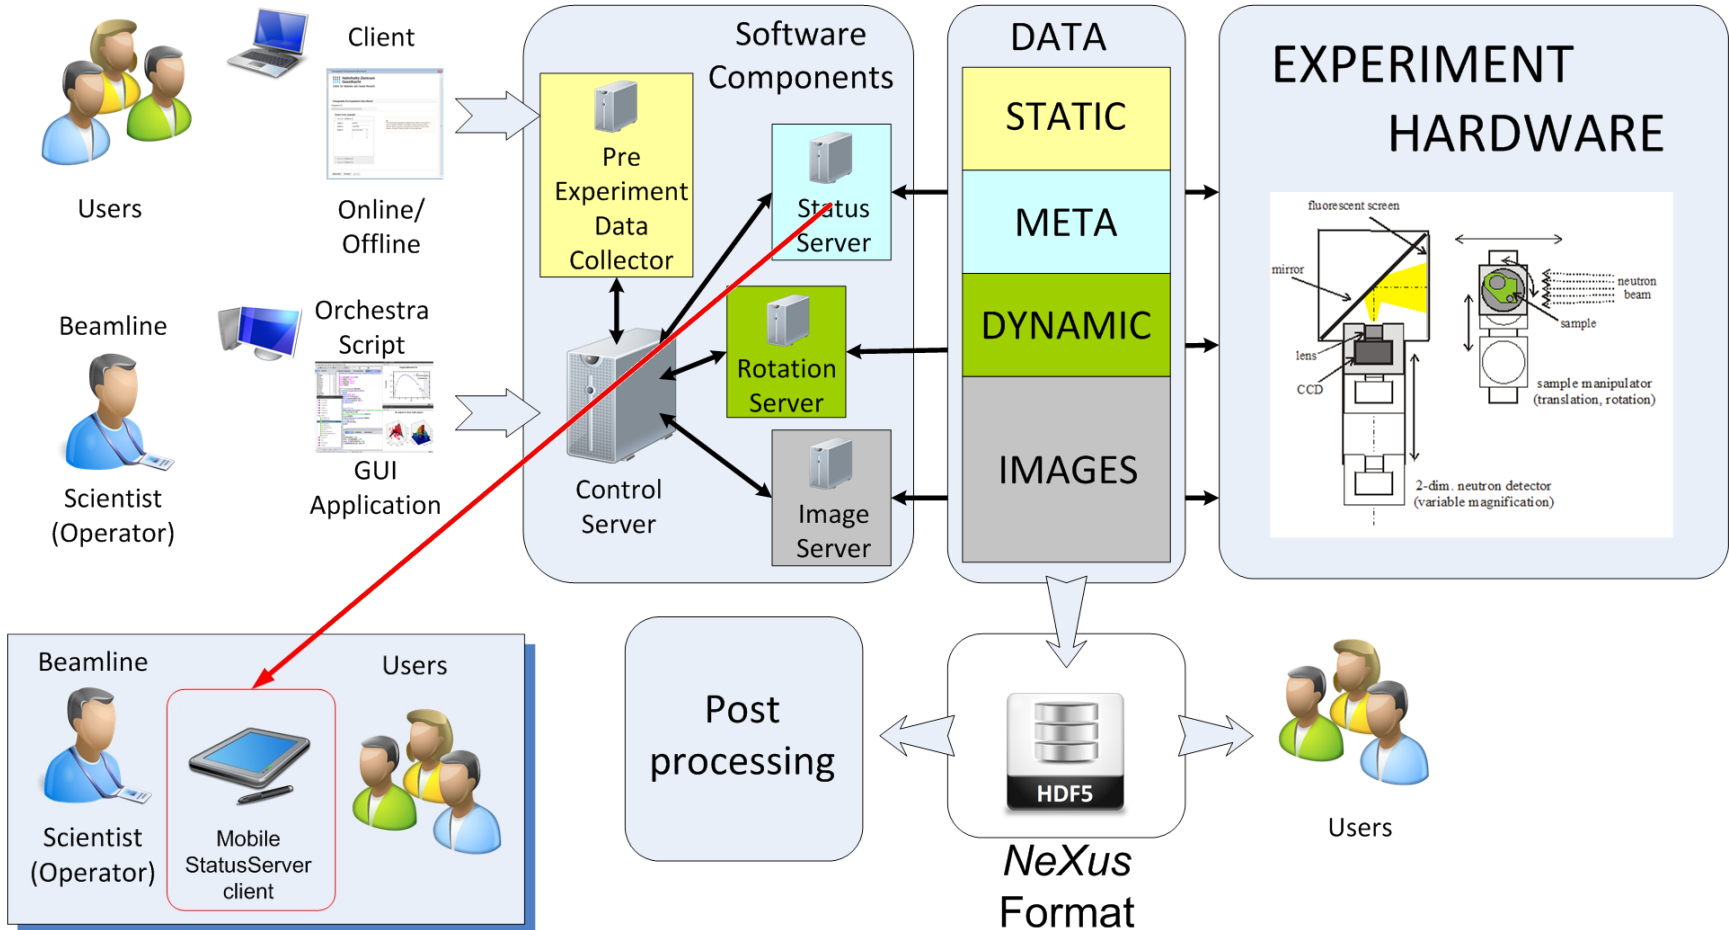 Client
Users
Online/
Offline
Beamline
Scientist
(Operator)
Orchestra
Script
GUI
Application
Software
Components
Pre
Experiment
Data
Collector
Status
Server
Rotation
Server
Control
Server
Image
Server
DATA
STATIC
META
DYNAMIC
IMAGES
EXPERIMENT
HARDWARE
fluorescent screen
mirror
neutron
beam
sample
lens
CCD
sample manipulator
(translation, rotation)
2-dim. neutron detector
(variable magnification)
Beamline
Scientist
(Operator)
Mobile
StatusServer
client
Users
Post
processing
HDF5
NeXus
Format
Users